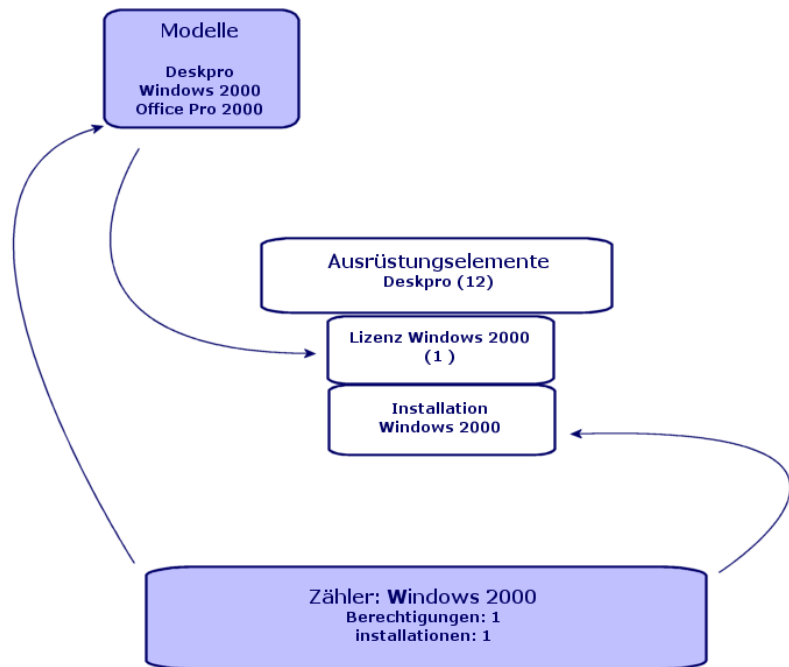 Modelle
Deskpro
Windows 2000
Office Pro 2000
Ausrüstungselemente
Deskpro (12)
Lizenz Windows 2000
(1 )
Installation
Windows 2000
Zähler: Windows 2000
Berechtigungen: 1
installationen: 1